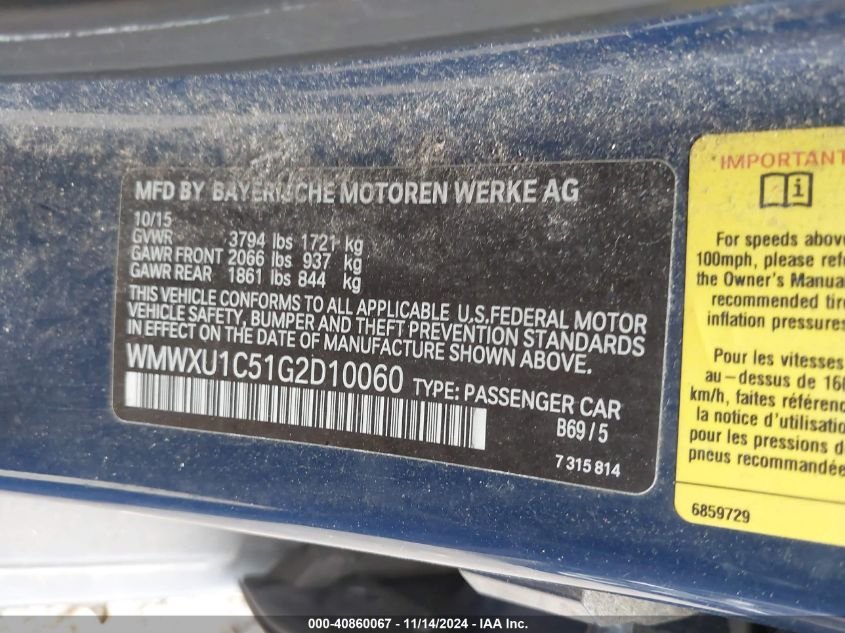 MFD BY BAYERISCHE MOTOREN WERKE AG
10/15
GVWR 3794 lbs 1721 kg
GAWR FRONT 2066 lbs 937 kg
GAWR REAR 1861 lbs 844 kg
THIS VEHICLE CONFORMS TO ALL APPLICABLE U.S.FEDERAL MOTOR
VEHICLE SAFETY, BUMPER AND THEFT PREVENTION STANDARDS
IN EFFECT ON THE DATE OF MANUFACTURE SHOWN ABOVE.
WMWXU1C51G2D10060 TYPE: PASSENGER CAR
B69/5
7 315 814
IMPORTANT
i
For speeds above
100mph, please refe
the Owner's Manua
recommended tire
inflation pressures
Pour les vitesses
au-dessus de 160
km/h, faites référenc
la notice d'utilisation
pour les pressions de
pneus recommandée
6859729
000-40860067 - 11/14/2024 - IAA Inc.